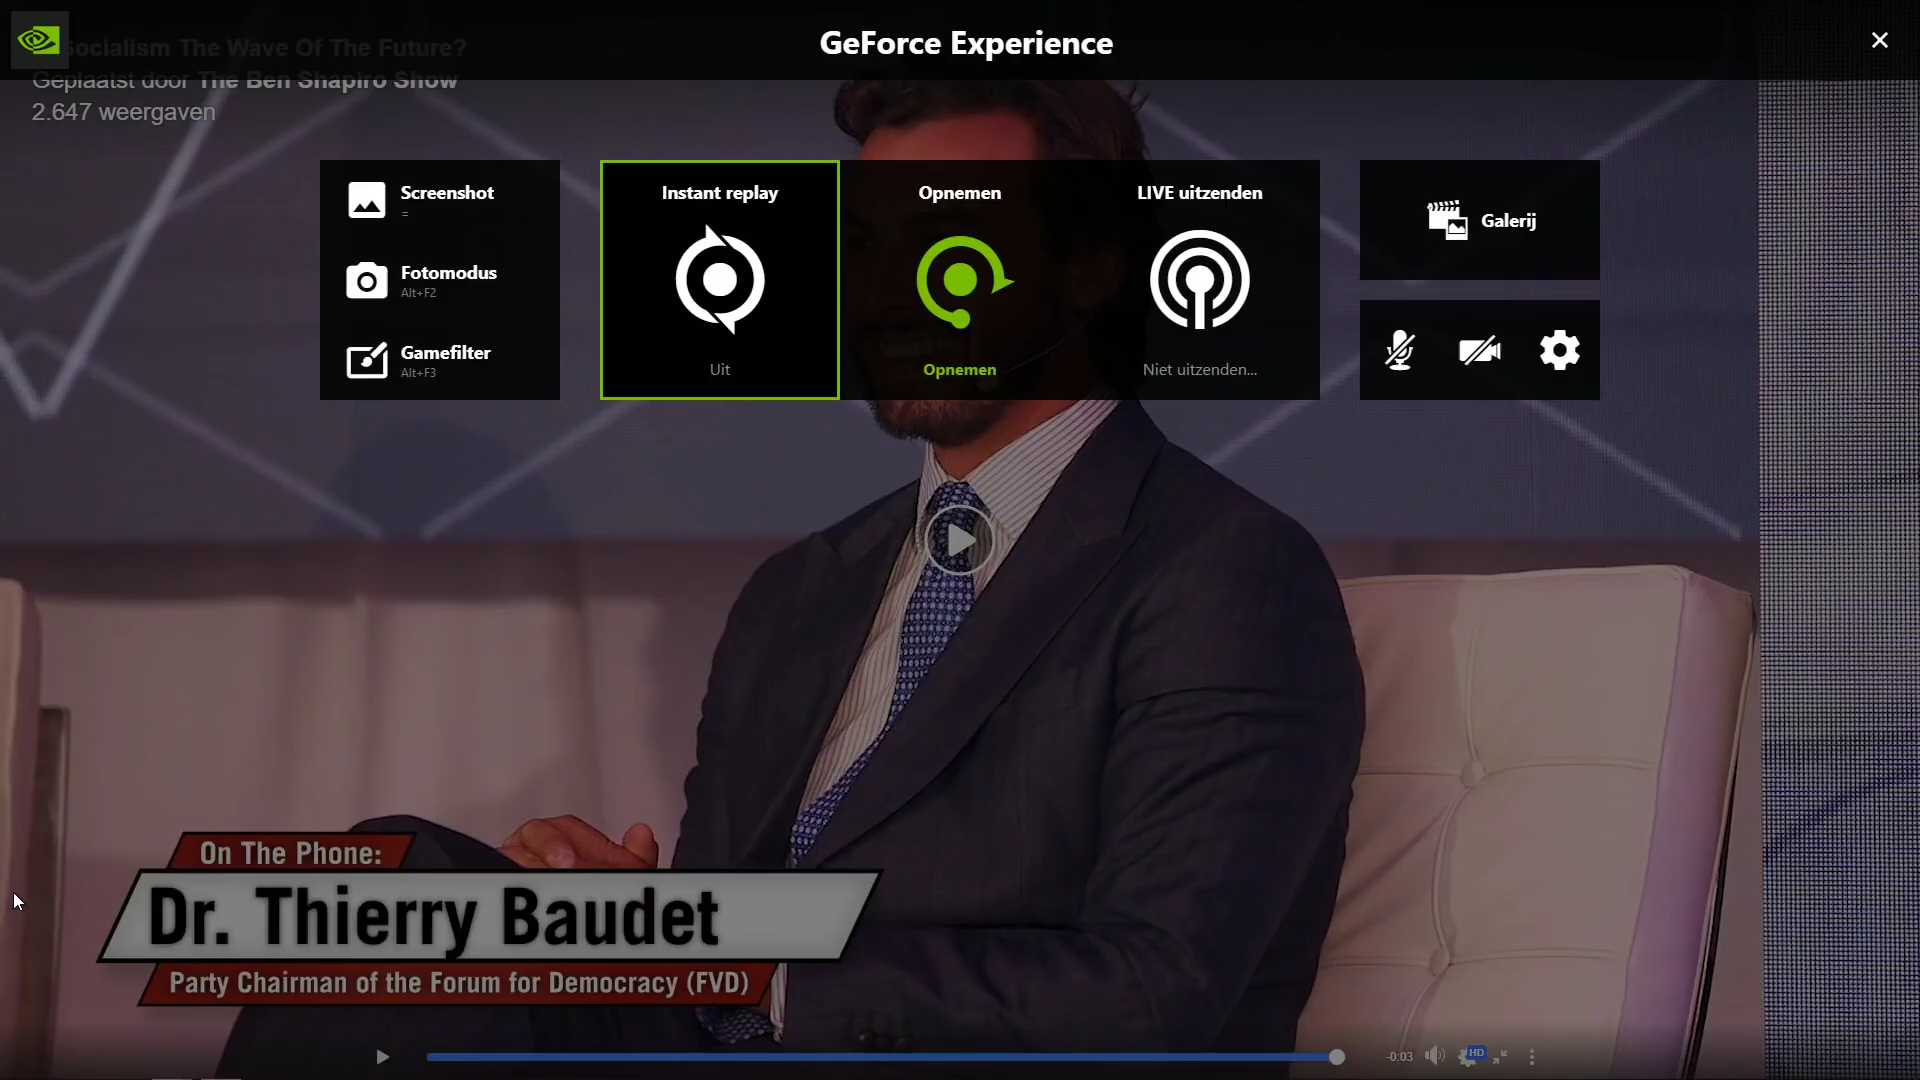 GeForce Experience
Socialism The Wave Of The Future?
Geplaatst door The Ben Shapiro Show
2.647 weergaven
Screenshot
=
Fotomodus
Alt+F2
Gamefilter
Alt+F3
Instant replay
Uit
Opnemen
Opnemen
LIVE uitzenden
Niet uitzenden...
Galerij
On The Phone:
Dr. Thierry Baudet
Party Chairman of the Forum for Democracy (FVD)
-0:03
HD